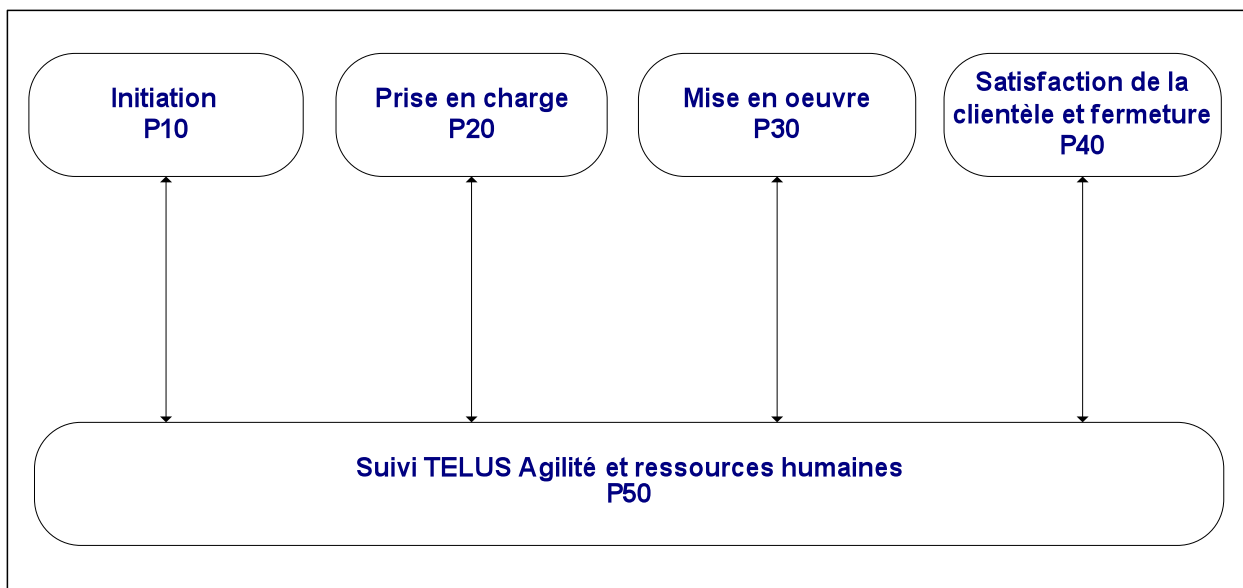 Initiation
P10
Prise en charge
P20
Mise en oeuvre
P30
Satisfaction de la
clientèle et fermeture
P40
Suivi TELUS Agilité et ressources humaines
P50